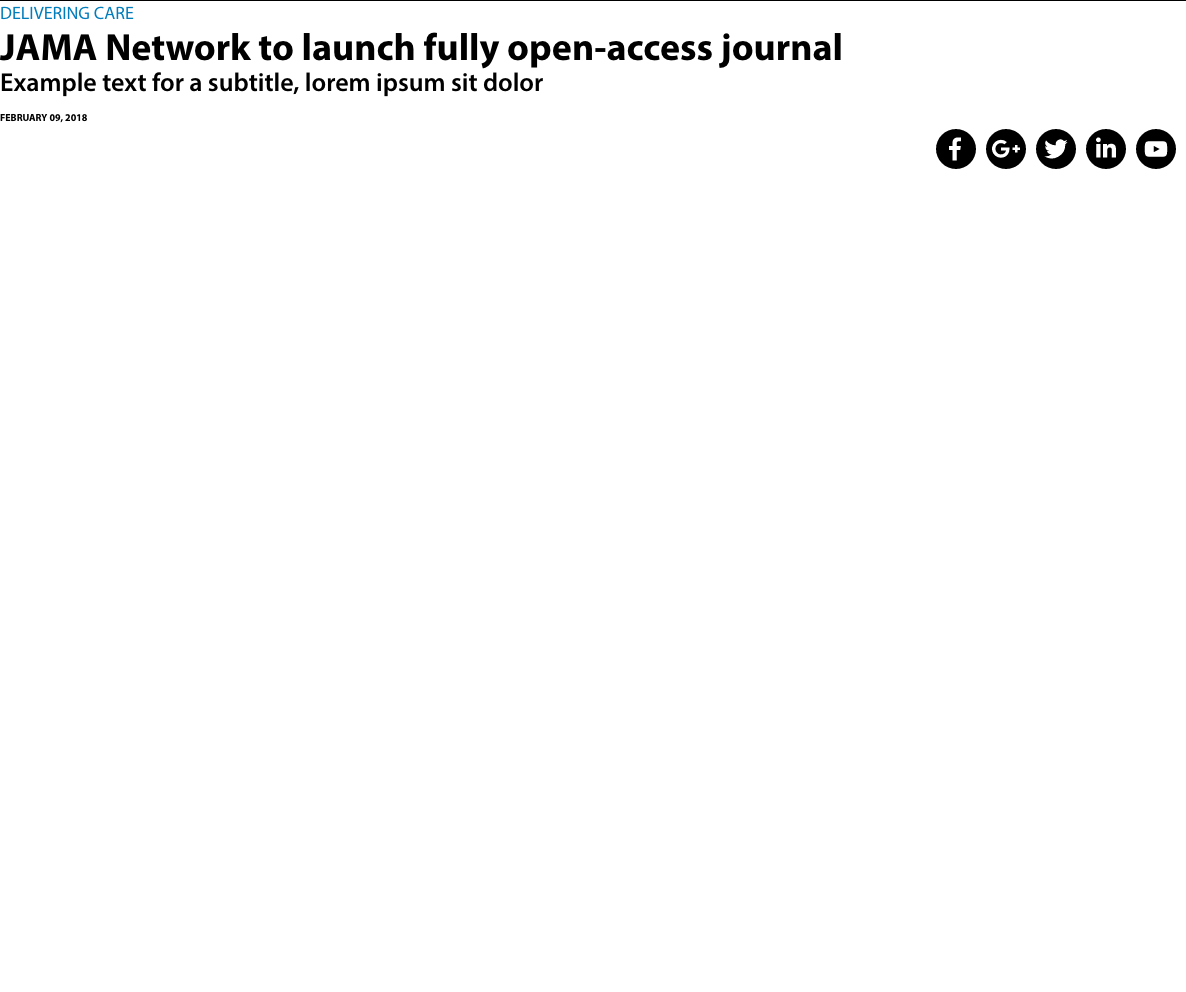 DELIVERING CARE
JAMA Network to launch fully open-access journal
Example text for a subtitle, lorem ipsum sit dolor
FEBRUARY 09, 2018